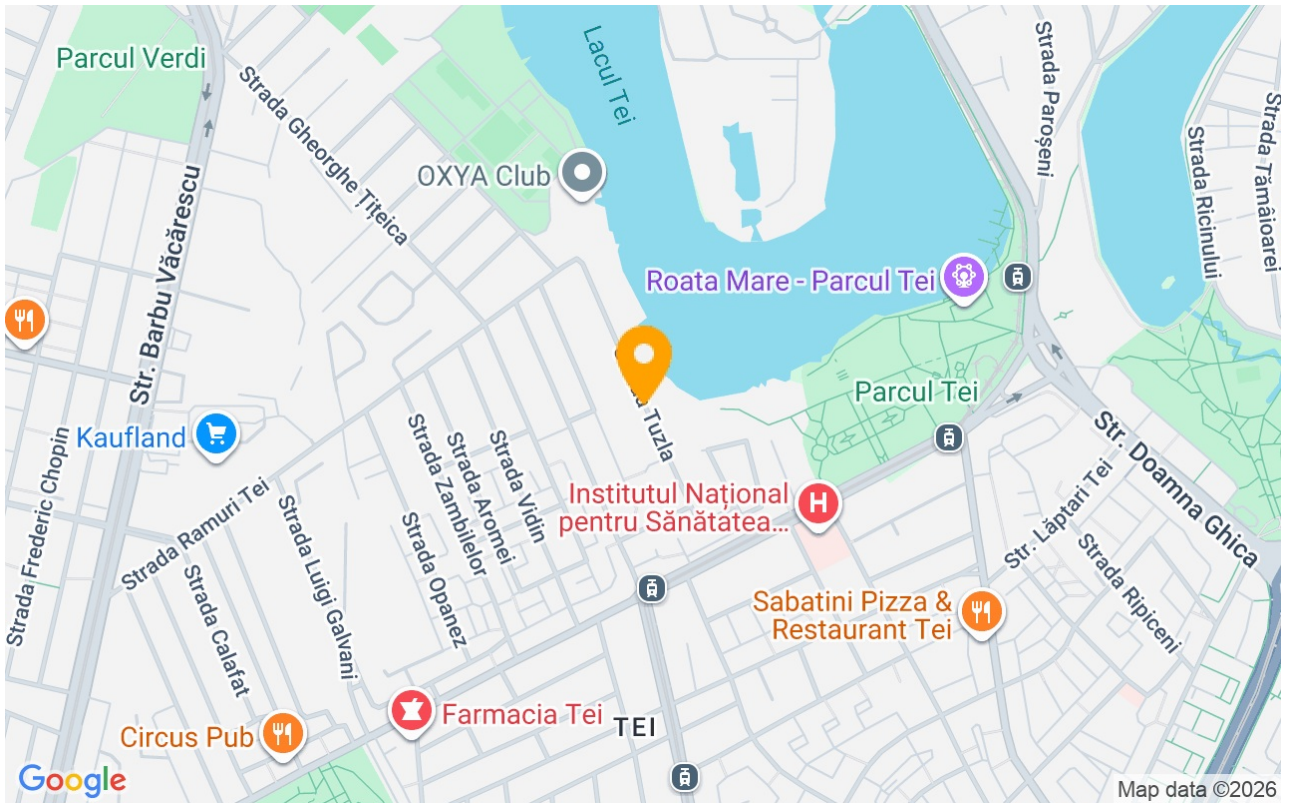 Parcul Verdi
Lacul Tei
Strada Paroșeni
Strada Ricinului
Strada Tămâioarei
Strada Gheorghe Țițeica
OXYA Club
Str. Barbu Văcărescu
Roata Mare - Parcul Tei
Parcul Tei
Tuzla
Kaufland
Strada Frederic Chopin
Strada Ramuri Tei
Strada Zambilelor
Strada Aromei
Strada Vidin
Strada Opanez
Strada Luigi Galvani
Strada Calafat
Institutul Național
pentru Sănătatea...
Str. Doamna Ghica
Str. Lăptari Tei
Strada Ripiceni
Sabatini Pizza &
Restaurant Tei
Farmacia Tei
TEI
Circus Pub
Google
Map data ©2026